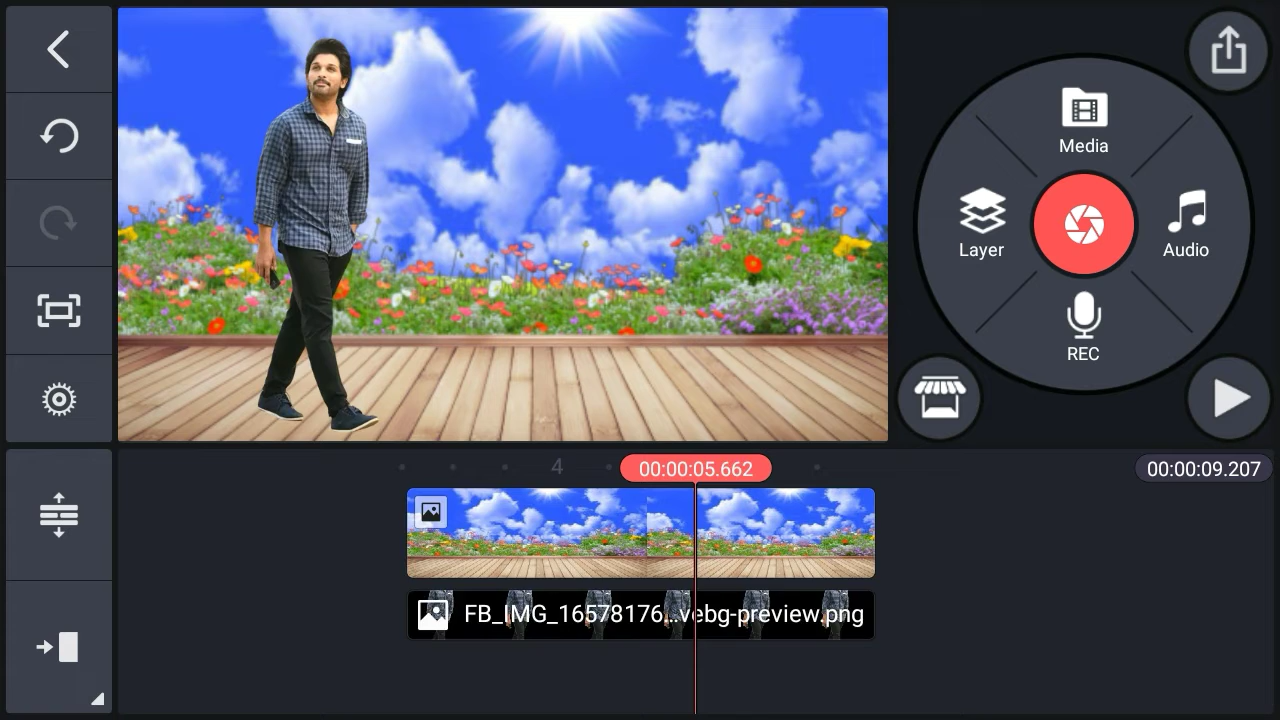 Media
Layer
Audio
REC
4
00:00:05.662
00:00:09.207
FB_IMG_16578176...vebg-preview.png